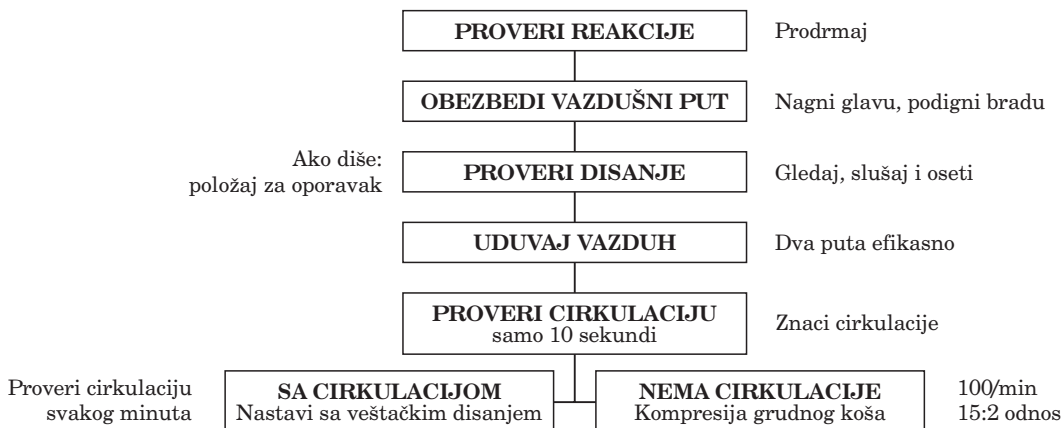 PROVERI REAKCIJE
Prodrmaj
OBEZBEDI VAZDUŠNI PUT
Nagni glavu, podigni bradu
Ako diše:
položaj za oporavak
PROVERI DISANJE
Gledaj, slušaj i oseti
UDUVAJ VAZDUH
Dva puta efikasno
PROVERI CIRKULACIJU
samo 10 sekundi
Znaci cirkulacije
Proveri cirkulaciju
svakog minuta
SA CIRKULACIJOM
Nastavi sa veštačkim disanjem
NEMA CIRKULACIJE
Kompresija grudnog koša
100/min
15:2 odnos